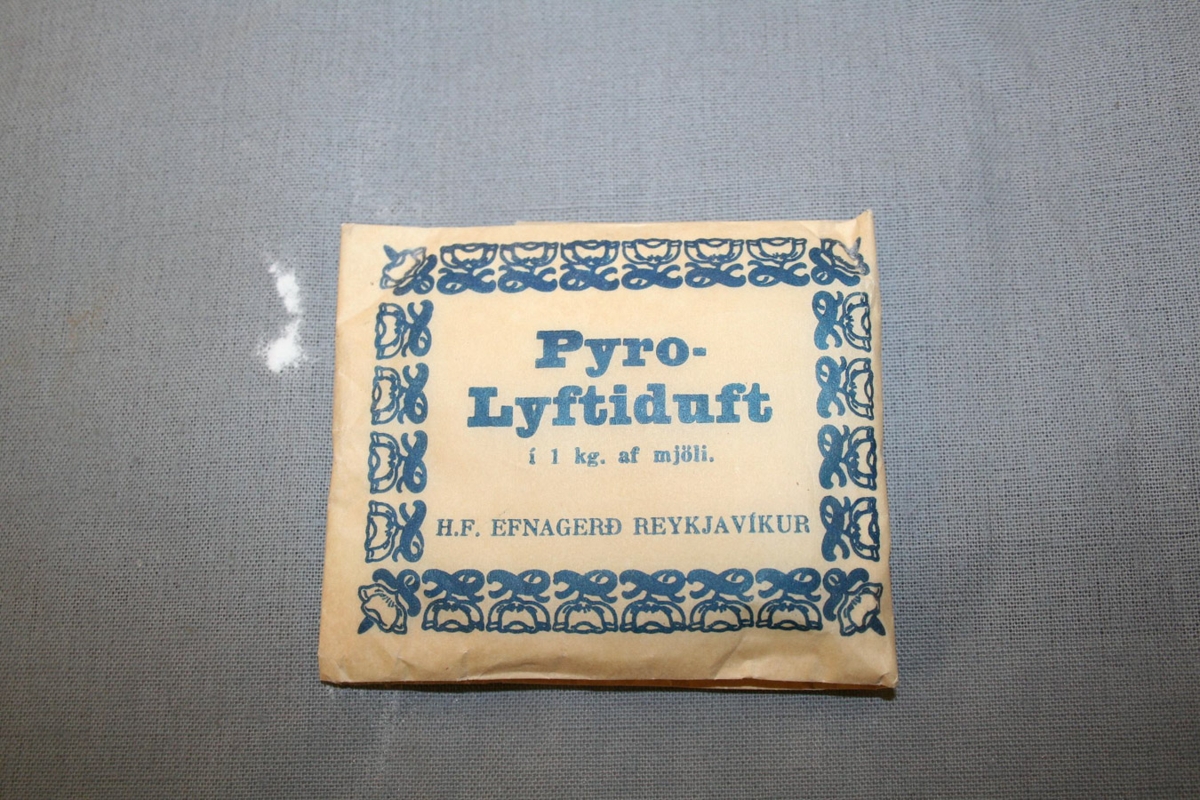 Pyro-
Lyftiduft
í 1 kg. af mjöli.
H.F. EFNAGERÐ REYKJAVÍKUR